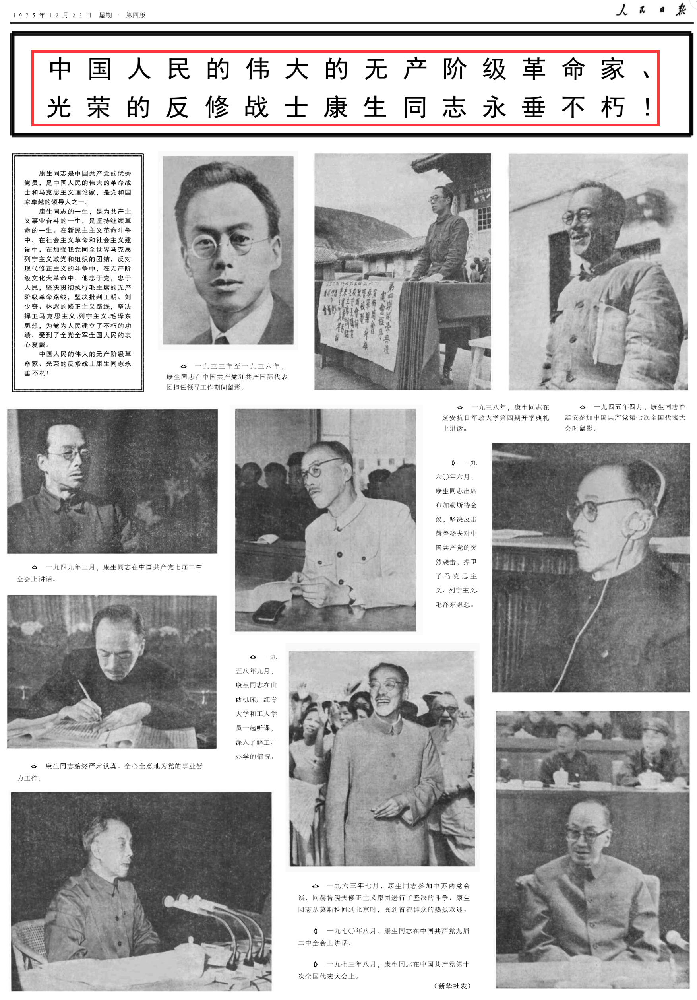 1975年12月22日 星期一 第四版
人民日报
中国人民的伟大的无产阶级革命家、
光荣的反修战士康生同志永垂不朽！
康生同志是中国共产党的优秀
党员，是中国人民的伟大的革命战
士和马克思主义理论家，是党和国
家卓越的领导人之一。
康生同志的一生，是为共产主
义事业奋斗的一生，是坚持继续革
命的一生。在新民主主义革命斗争
中，在社会主义革命和社会主义建
设中，在加强我党同全世界马克思
列宁主义政党和组织的团结，反对
现代修正主义的斗争中，在无产阶
级文化大革命中，他忠于党，忠于
人民，坚决贯彻执行毛主席的无产
阶级革命路线，坚决批判王明、刘
少奇、林彪的修正主义路线，坚决
捍卫马克思主义、列宁主义、毛泽东
思想，为党为人民建立了不朽的功
绩，受到了全党全军全国人民的衷
心爱戴。
中国人民的伟大的无产阶级革
命家、光荣的反修战士康生同志永
垂不朽！
一九三三年至一九三六年，
康生同志在中国共产党驻共产国际代表
团担任领导工作期间留影。
第四期开学典礼
开会程序
一九三八年，康生同志在
延安抗日军政大学第四期开学典礼
上讲话。
一九四五年四月，康生同志在
延安参加中国共产党第七次全国代表大
会时留影。
一九四九年三月，康生同志在中国共产党七届二中
全会上讲话。
一九
六〇年六月，
康生同志出席
布加勒斯特会
议，坚决反击
赫鲁晓夫对中
国共产党的突
然袭击，捍卫
了马克思主
义、列宁主义、
毛泽东思想。
一九
五八年九月，
康生同志在山
西机床厂红专
大学和工人学
员一起听课，
深入了解工厂
办学的情况。
康生同志始终严肃认真、全心全意地为党的事业努
力工作。
一九六三年七月，康生同志参加中苏两党会
谈，同赫鲁晓夫修正主义集团进行了坚决的斗争。康生
同志从莫斯科回到北京时，受到首都群众的热烈欢迎。
一九七〇年八月，康生同志在中国共产党九届
二中全会上讲话。
一九七三年八月，康生同志在中国共产党第十
次全国代表大会上。
（新华社发）